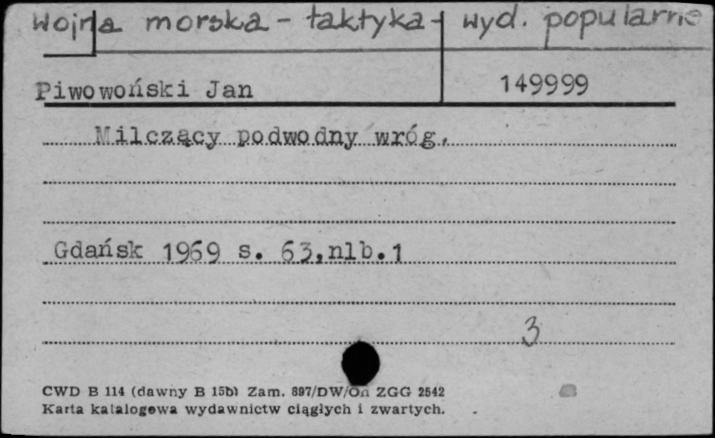 Wojna morska - taktyka - wyd. popularne
Piwowoński Jan 149999
Milczący podwodny wróg.
Gdańsk 1969 s. 63,nlb.1
3
CWD B 114 (dawny B 15b) Zam. 897/DW/On ZGG 2542
Karta katalogowa wydawnictw ciągłych i zwartych.